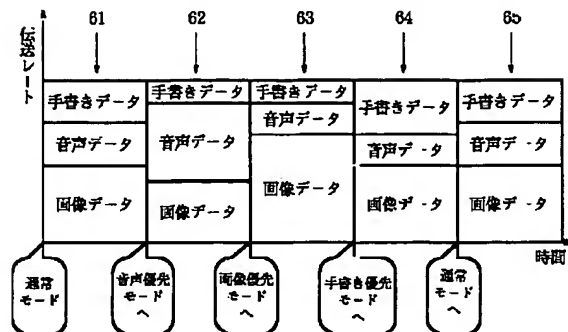 61 62 63 64 65
伝送レート
手書きデータ 手書きデータ 手書きデータ 手書きデータ 手書きデータ
音声データ 音声データ 音声データ 音声データ 音声データ
画像データ 画像データ 画像データ 画像データ 画像データ
時間
通常
モード
音声優先
モード
へ
画像優先
モード
へ
手書き優先
モード
へ
通常
モード
へ